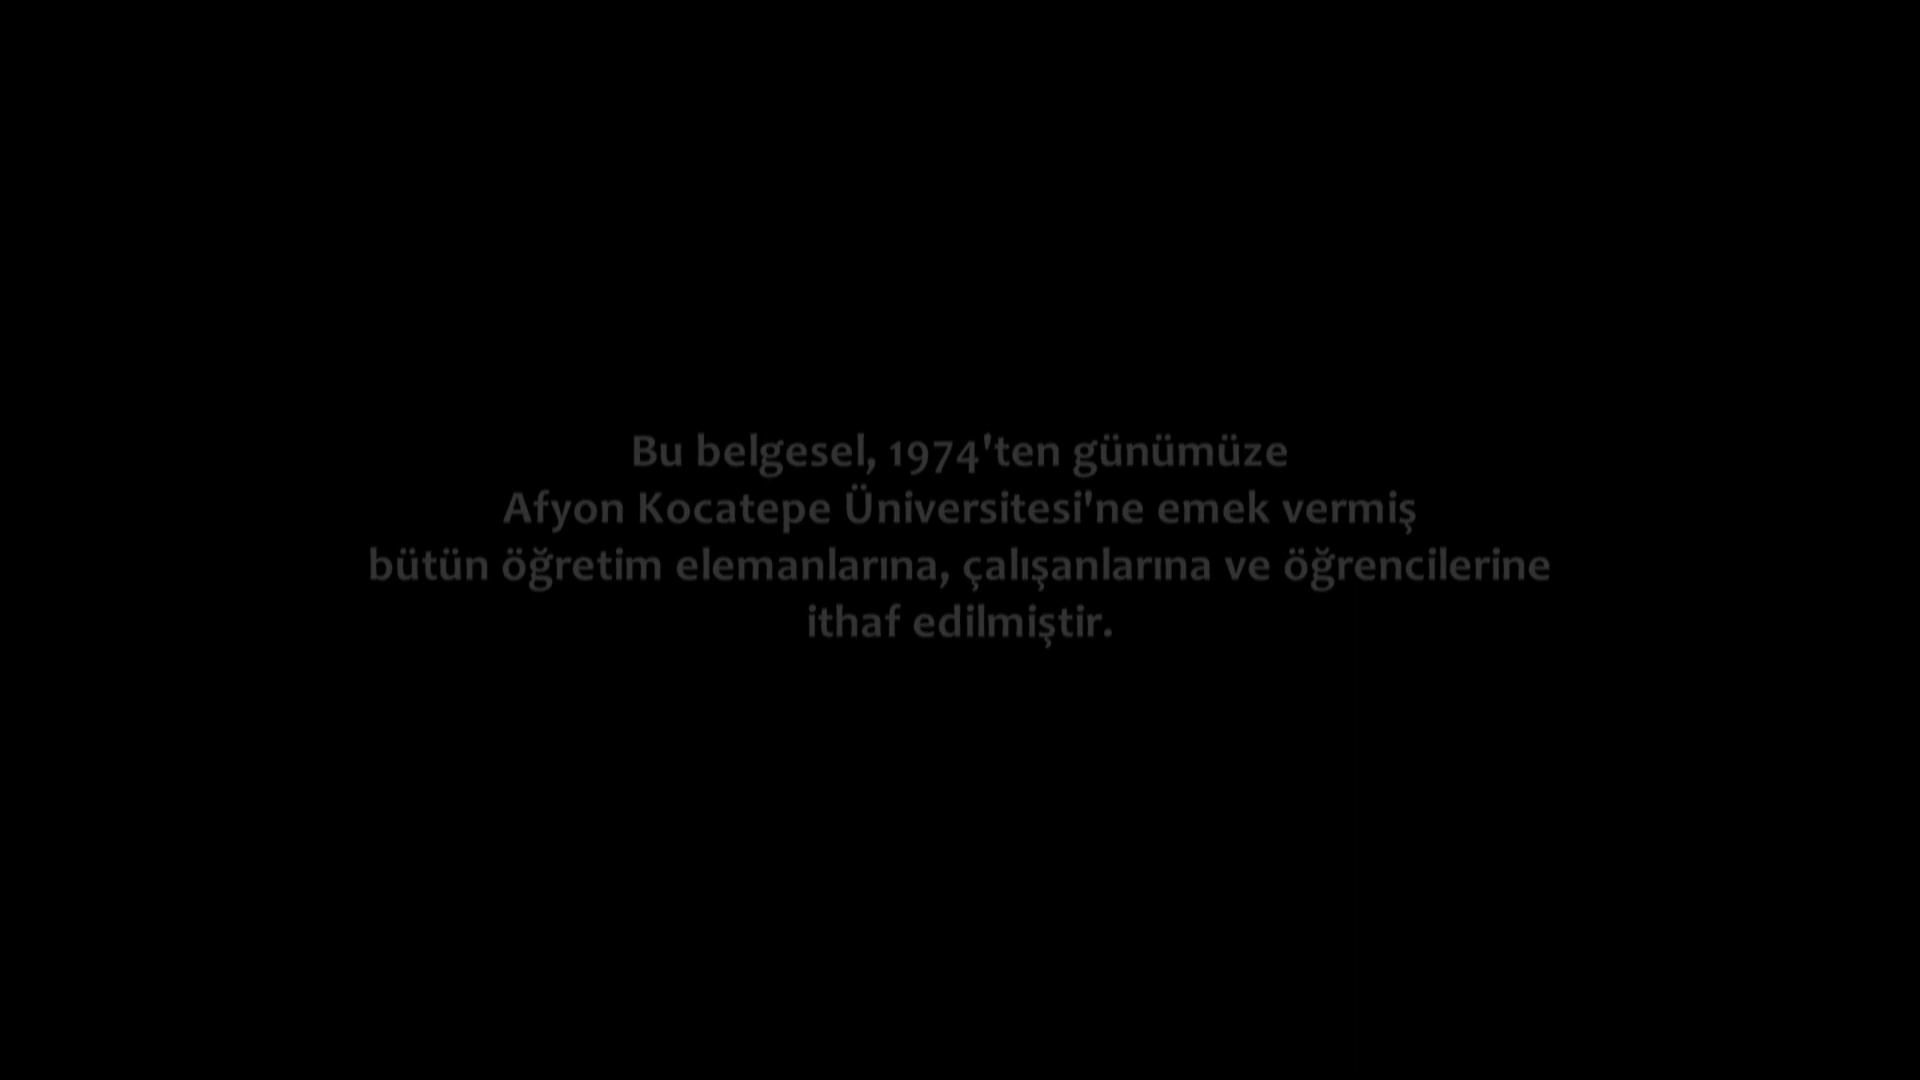 Bu belgesel, 1974'ten günümüze
Afyon Kocatepe Üniversitesi'ne emek vermiş
bütün öğretim elemanlarına, çalışanlarına ve öğrencilerine
ithaf edilmiştir.